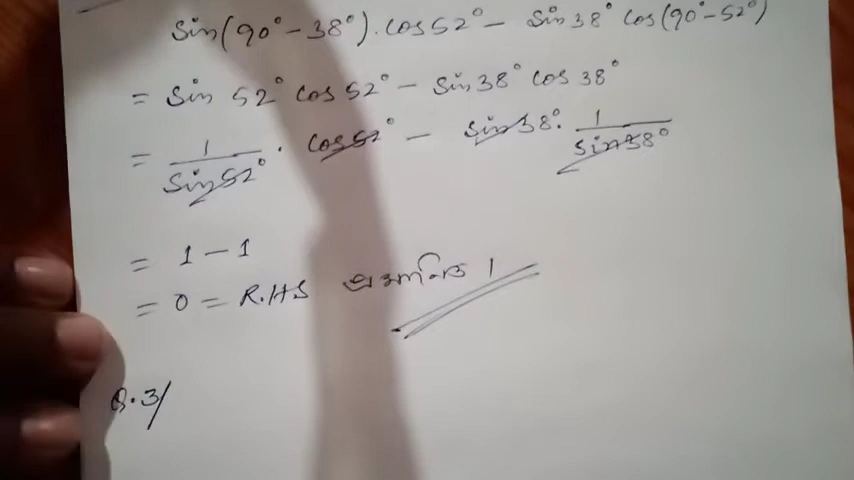 sin(90° - 38°). cos 52° - sin 38° cos(90° - 52°)
= sin 52° cos 52° - sin 38° cos 38°
= 1/sin 52° . cos 52° - sin 38° . 1/sin 38°
= 1 - 1
= 0 = R.H.S প্রমানিত।
Q.3/